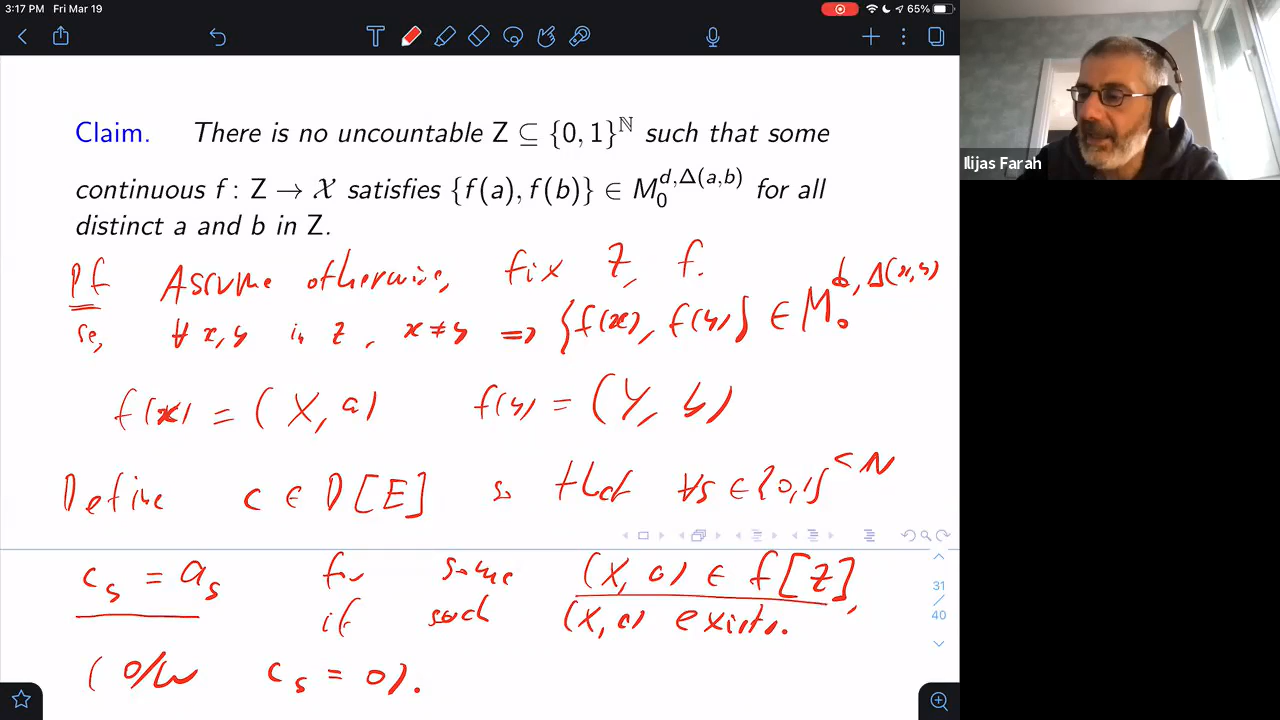 3:17 PM Fri Mar 19
65%
Claim. There is no uncountable Z ⊆ {0, 1}^ℕ such that some
continuous f : Z → 𝒳 satisfies {f(a), f(b)} ∈ M_0^{d,Δ(a,b)} for all
distinct a and b in Z.
Pf Assume otherwise, fix Z, f.
so, ∀ x, y in Z, x ≠ y ⇒ {f(x), f(y)} ∈ M_0^{d, Δ(x,y)}
f(x) = (X, a) f(y) = (Y, b)
Define c ∈ D[E] so that ∀s ∈ {0,1}^{<N}
c_s = a_s for some (X, a) ∈ f[Z],
if such (X, a) exists.
(o/w c_s = 0).
31
/
40
Ilijas Farah